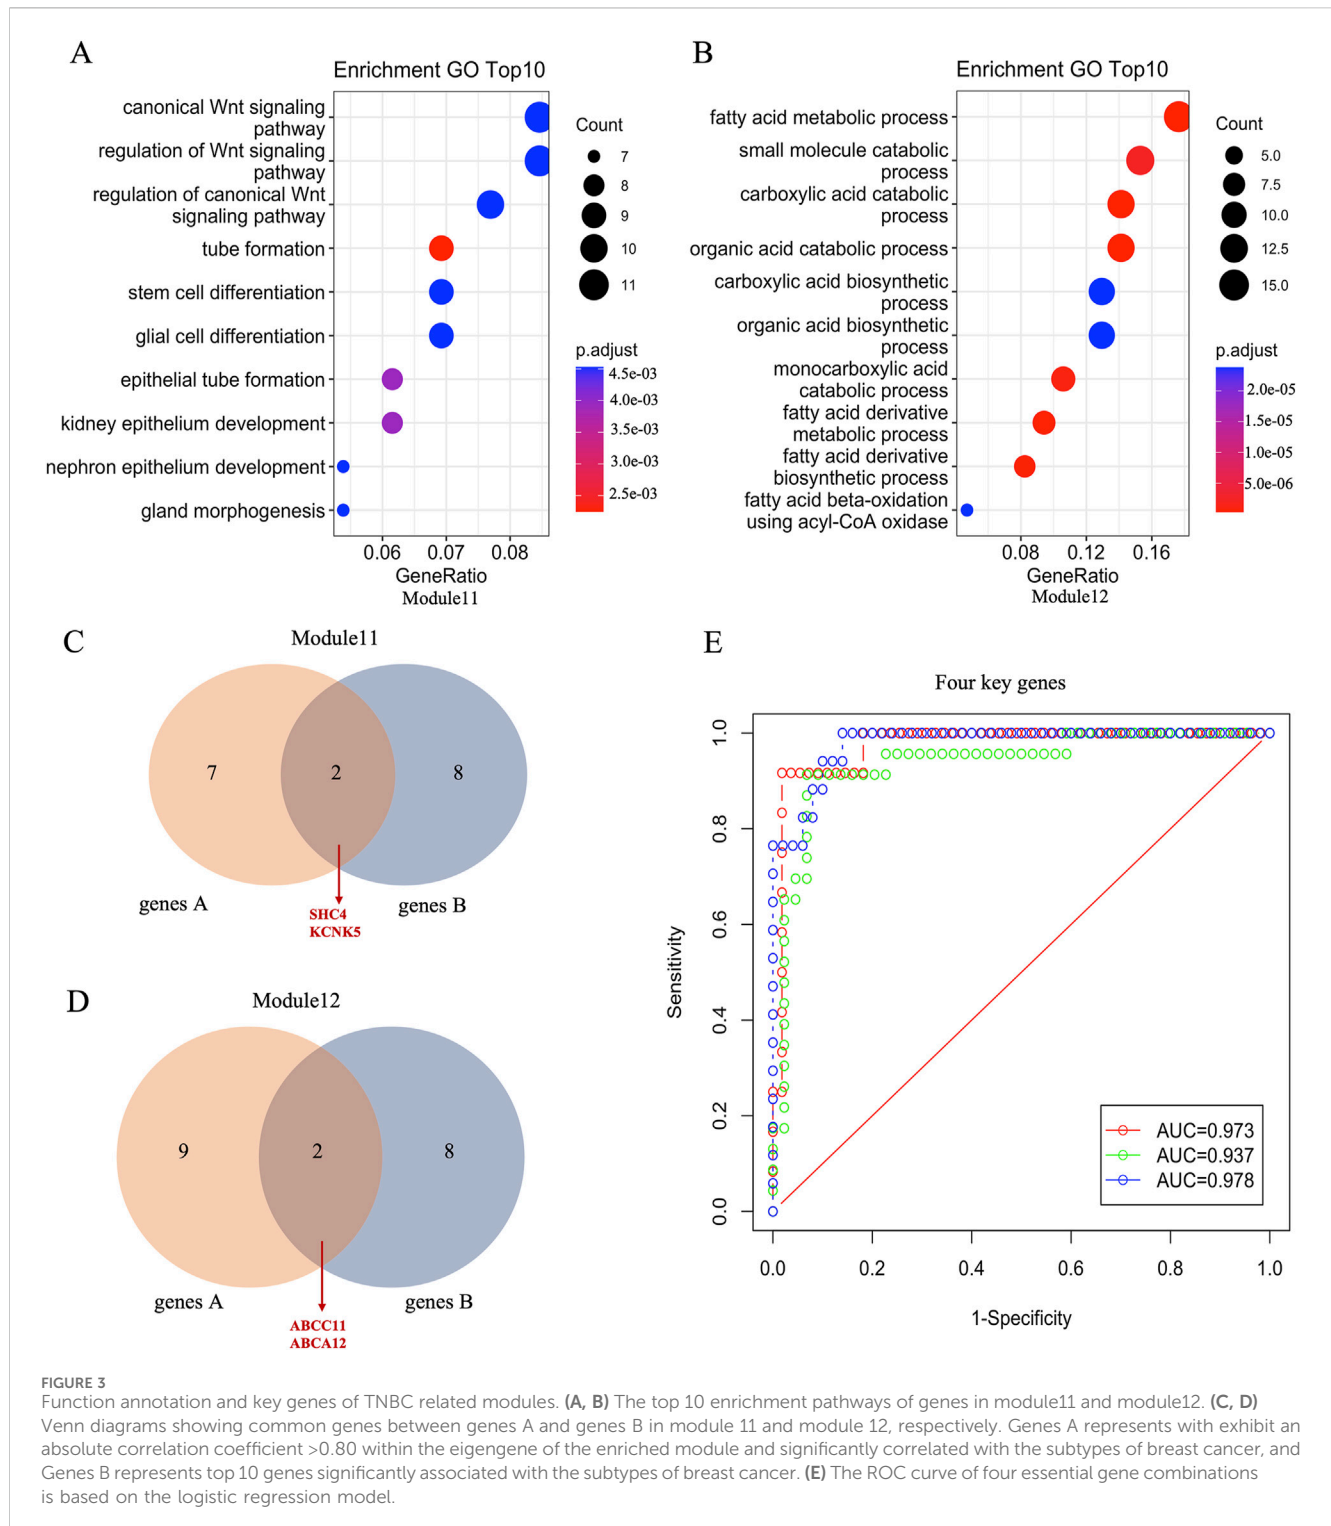 A
Enrichment GO Top10
canonical Wnt signaling
pathway
regulation of Wnt signaling
pathway
regulation of canonical Wnt
signaling pathway
tube formation
stem cell differentiation
glial cell differentiation
epithelial tube formation
kidney epithelium development
nephron epithelium development
gland morphogenesis
0.06 0.07 0.08
GeneRatio
Module11
Count
7
8
9
10
11
p.adjust
4.5e-03
4.0e-03
3.5e-03
3.0e-03
2.5e-03
B
Enrichment GO Top10
fatty acid metabolic process
small molecule catabolic
process
carboxylic acid catabolic
process
organic acid catabolic process
carboxylic acid biosynthetic
process
organic acid biosynthetic
process
monocarboxylic acid
catabolic process
fatty acid derivative
metabolic process
fatty acid derivative
biosynthetic process
fatty acid beta-oxidation
using acyl-CoA oxidase
0.08 0.12 0.16
GeneRatio
Module12
Count
5.0
7.5
10.0
12.5
15.0
p.adjust
2.0e-05
1.5e-05
1.0e-05
5.0e-06
C
Module11
7 2 8
genes A
genes B
SHC4
KCNK5
D
Module12
9 2 8
genes A
genes B
ABCC11
ABCA12
E
Four key genes
Sensitivity
1.0
0.8
0.6
0.4
0.2
0.0
AUC=0.973
AUC=0.937
AUC=0.978
0.0 0.2 0.4 0.6 0.8 1.0
1-Specificity
FIGURE 3
Function annotation and key genes of TNBC related modules. (A, B) The top 10 enrichment pathways of genes in module11 and module12. (C, D)
Venn diagrams showing common genes between genes A and genes B in module 11 and module 12, respectively. Genes A represents with exhibit an
absolute correlation coefficient >0.80 within the eigengene of the enriched module and significantly correlated with the subtypes of breast cancer, and
Genes B represents top 10 genes significantly associated with the subtypes of breast cancer. (E) The ROC curve of four essential gene combinations
is based on the logistic regression model.